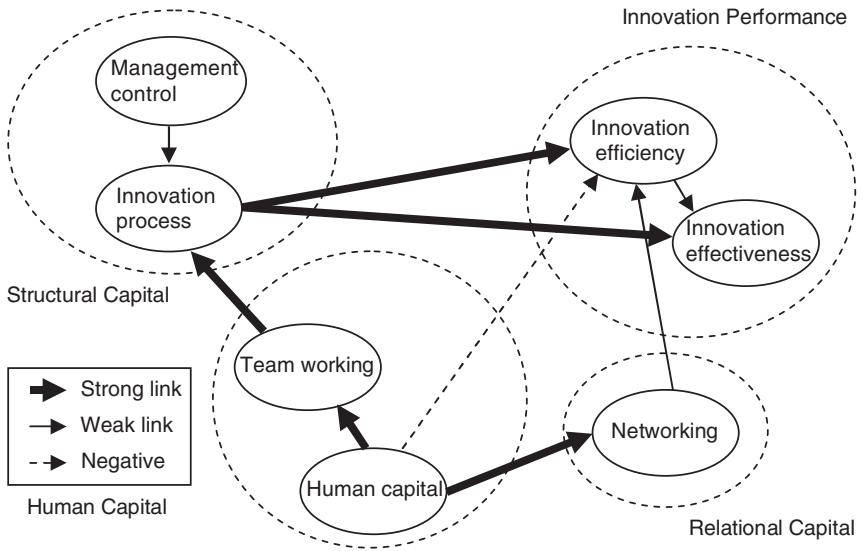 Innovation Performance
Management
control
Innovation
efficiency
Innovation
process
Innovation
effectiveness
Structural Capital
Team working
Strong link
Weak link
Negative
Networking
Human capital
Human Capital
Relational Capital